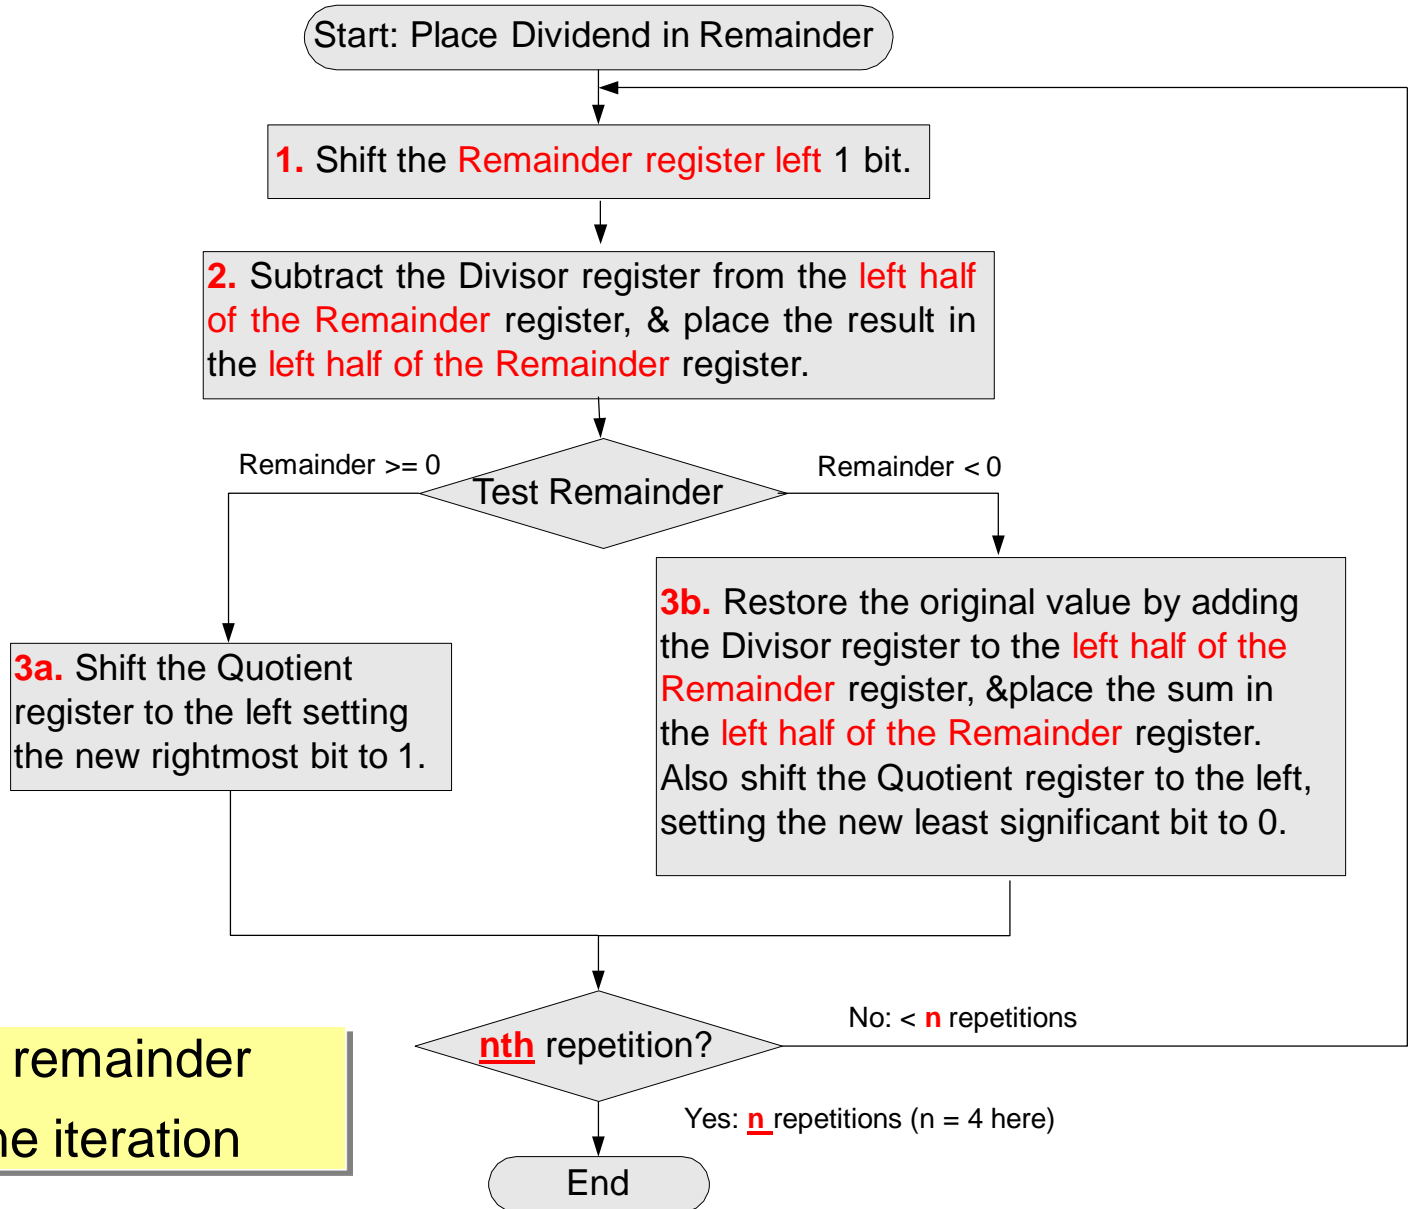 Start: Place Dividend in Remainder
1. Shift the Remainder register left 1 bit.
2. Subtract the Divisor register from the left half
of the Remainder register, & place the result in
the left half of the Remainder register.
Remainder >= 0
Test Remainder
Remainder < 0
3a. Shift the Quotient
register to the left setting
the new rightmost bit to 1.
3b. Restore the original value by adding
the Divisor register to the left half of the
Remainder register, &place the sum in
the left half of the Remainder register.
Also shift the Quotient register to the left,
setting the new least significant bit to 0.
nth repetition?
No: < n repetitions
Yes: n repetitions (n = 4 here)
remainder
iteration
End